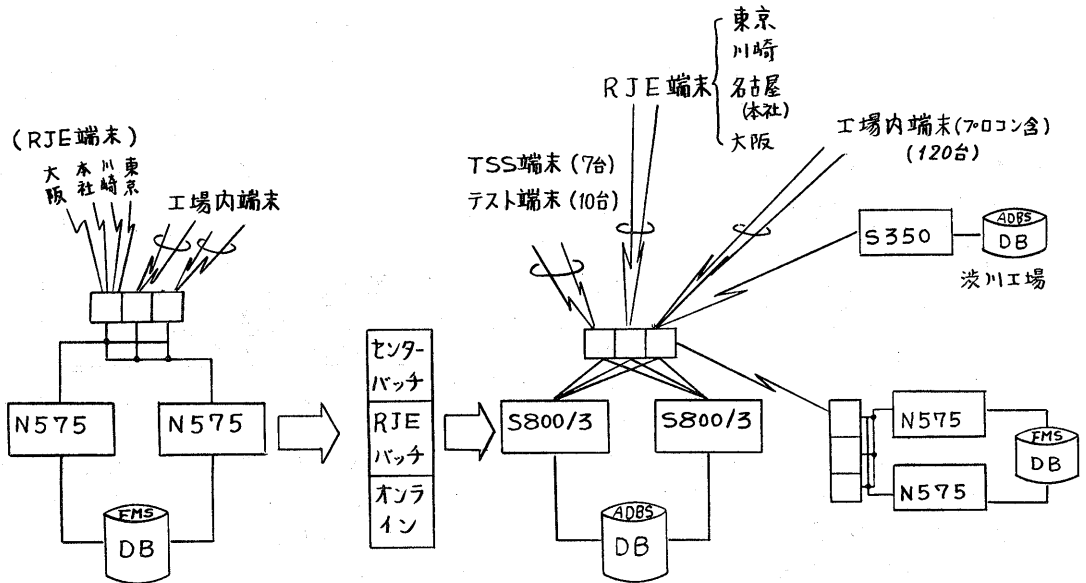 (RJE端末)
大阪
本社
川崎
東京
工場内端末
N575
N575
FMS
DB
センター
バッチ
RJE
バッチ
オンラ
イン
TSS端末(7台)
テスト端末(10台)
RJE端末
東京
川崎
名古屋
(本社)
大阪
工場内端末(プロコン含)
(120台)
S350
ADBS
DB
渋川工場
S800/3
S800/3
ADBS
DB
N575
N575
FMS
DB